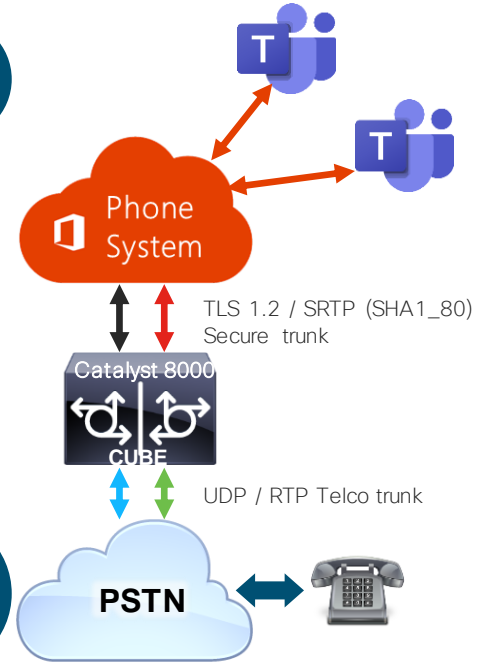 T
T
Phone
System
TLS 1.2 / SRTP (SHA1_80)
Secure trunk
Catalyst 8000
CUBE
UDP / RTP Telco trunk
PSTN